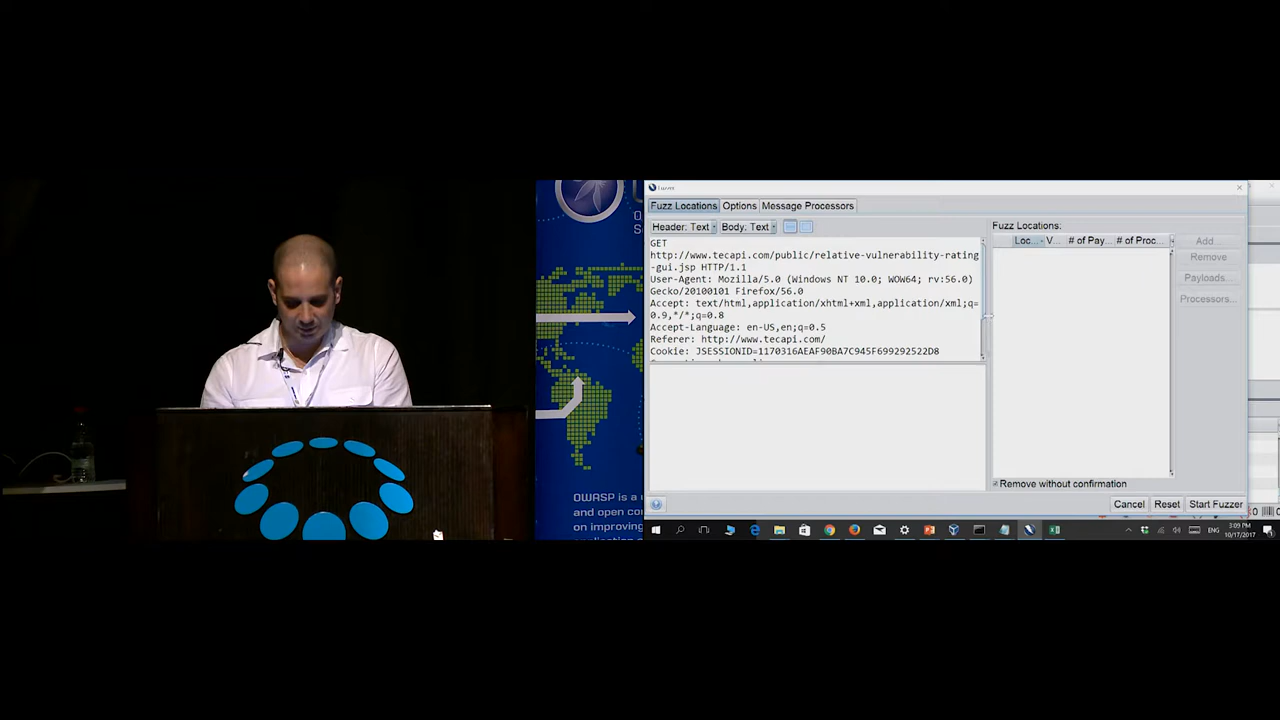 OWASP is a
and open co
on improving
Fuzzer
Fuzz Locations Options Message Processors
Header: Text Body: Text
GET
http://www.tecapi.com/public/relative-vulnerability-rating
-gui.jsp HTTP/1.1
User-Agent: Mozilla/5.0 (Windows NT 10.0; WOW64; rv:56.0)
Gecko/20100101 Firefox/56.0
Accept: text/html,application/xhtml+xml,application/xml;q=
0.9,*/*;q=0.8
Accept-Language: en-US,en;q=0.5
Referer: http://www.tecapi.com/
Cookie: JSESSIONID=1170316AEAF90BA7C945F699292522D8
Fuzz Locations:
Loc... V... # of Pay... # of Proc...
Add...
Remove
Payloads...
Processors...
Remove without confirmation
Cancel Reset Start Fuzzer
ENG
3:09 PM
10/17/2017